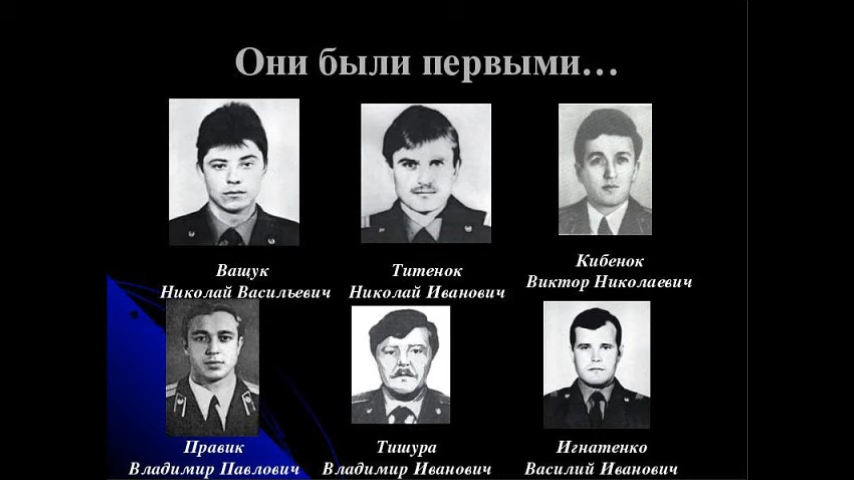 Они были первыми...
Ващук
Николай Васильевич
Титенок
Николай Иванович
Кибенок
Виктор Николаевич
Правик
Владимир Павлович
Тишура
Владимир Иванович
Игнатенко
Василий Иванович